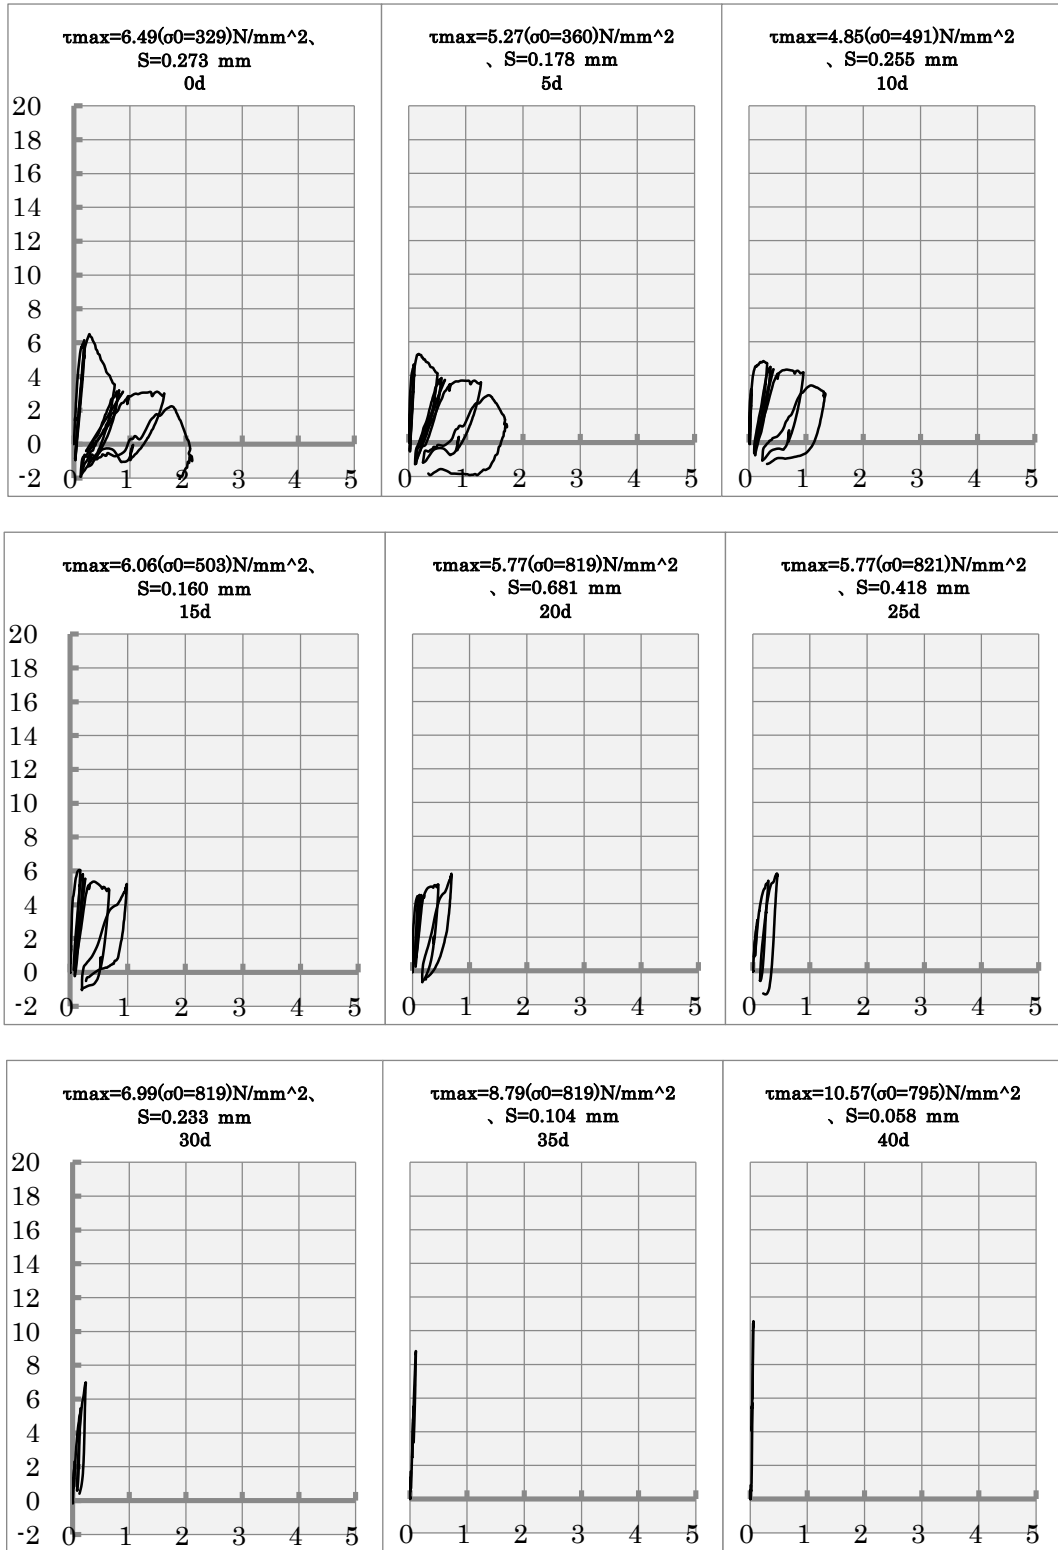 τmax=6.49(σ0=329)N/mm^2、
S=0.273 mm
0d
τmax=5.27(σ0=360)N/mm^2
、S=0.178 mm
5d
τmax=4.85(σ0=491)N/mm^2
、S=0.255 mm
10d
20
18
16
14
12
10
8
6
4
2
0
-2
0 1 2 3 4 5
0 1 2 3 4 5
0 1 2 3 4 5
τmax=6.06(σ0=503)N/mm^2、
S=0.160 mm
15d
τmax=5.77(σ0=819)N/mm^2
、S=0.681 mm
20d
τmax=5.77(σ0=821)N/mm^2
、S=0.418 mm
25d
20
18
16
14
12
10
8
6
4
2
0
-2
0 1 2 3 4 5
0 1 2 3 4 5
0 1 2 3 4 5
τmax=6.99(σ0=819)N/mm^2、
S=0.233 mm
30d
τmax=8.79(σ0=819)N/mm^2
、S=0.104 mm
35d
τmax=10.57(σ0=795)N/mm^2
、S=0.058 mm
40d
20
18
16
14
12
10
8
6
4
2
0
-2
0 1 2 3 4 5
0 1 2 3 4 5
0 1 2 3 4 5